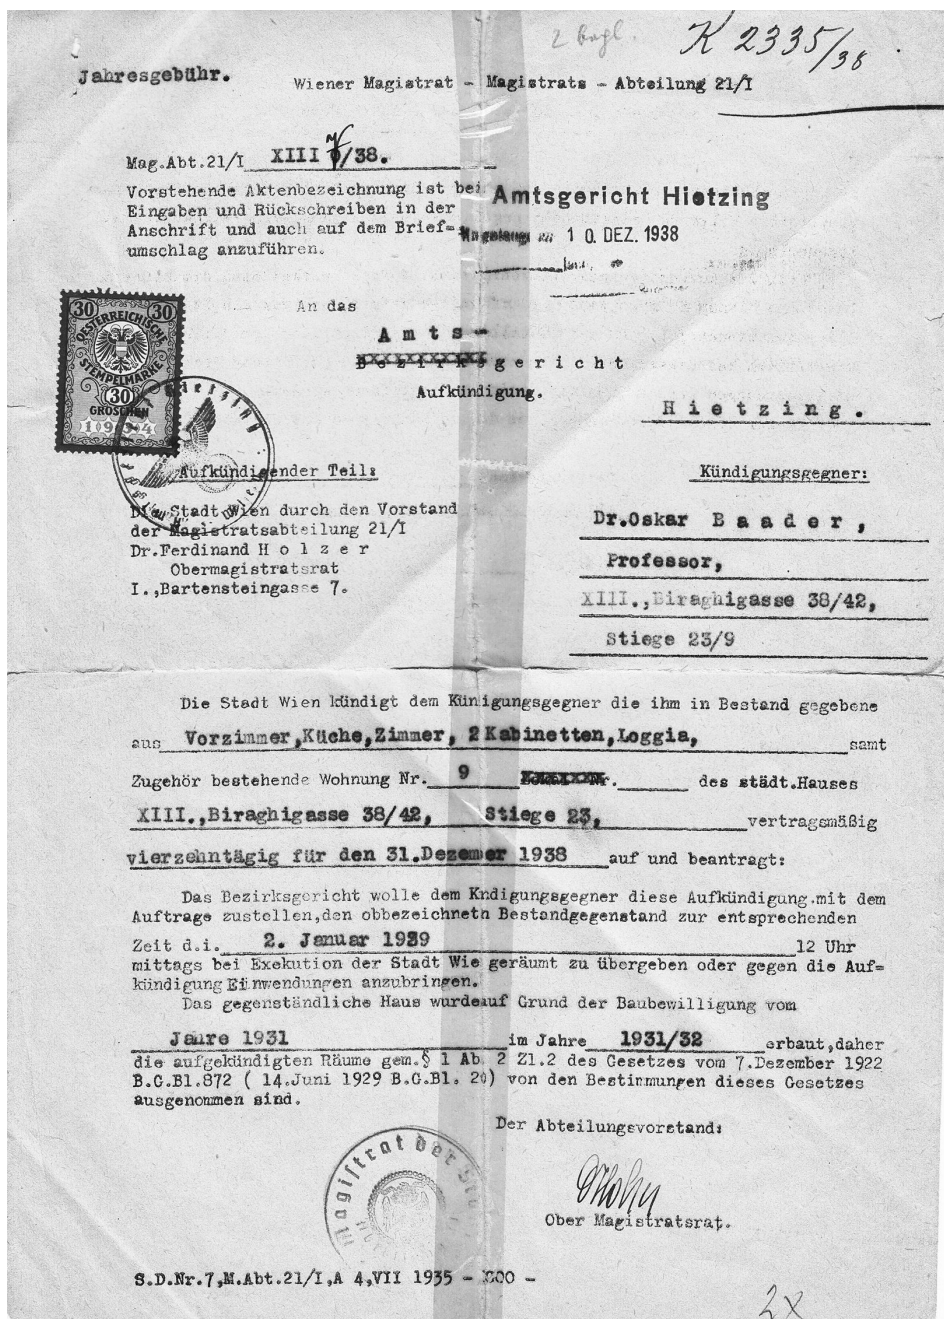 2 begl.
K 2335/38
Jahresgebühr.
Wiener Magistrat - Magistrats - Abteilung 21/I
Mag.Abt.21/I XIII /38.
Vorstehende Aktenbezeichnung ist bei
Eingaben und Rückschreiben in der
Anschrift und auch auf dem Brief=
umschlag anzuführen.
Amtsgericht Hietzing
10. DEZ. 1938
An das
Amts-
gericht
Aufkündigung.
Hietzing.
30 30
OESTERREICHISCHE
STEMPELMARKE
30
GROSCHEN
1934
Aufkündigender Teil:
Die Stadt Wien durch den Vorstand
der Magistratsabteilung 21/I
Dr.Ferdinand H o l z e r
Obermagistratsrat
I.,Bartensteingasse 7.
Kündigungsgegner:
Dr.Oskar B a a d e r ,
Professor,
XIII.,Biraghigasse 38/42,
Stiege 23/9
Die Stadt Wien kündigt dem Künigungsgegner die ihm in Bestand gegebene
aus Vorzimmer,Küche,Zimmer, 2 Kabinetten,Loggia, samt
Zugehör bestehende Wohnung Nr. 9 des städt.Hauses
XIII.,Biraghigasse 38/42, Stiege 23, vertragsmäßig
vierzehntägig für den 31.Dezember 1938 auf und beantragt:
Das Bezirksgericht wolle dem Kndigungsgegner diese Aufkündigung.mit dem
Auftrage zustellen,den obbezeichnetn Bestandgegenstand zur entsprechenden
Zeit d.i. 2. Januar 1939 12 Uhr
mittags bei Exekution der Stadt Wie geräumt zu übergeben oder gegen die Auf=
kündigung Einwendungen anzubringen.
Das gegenständliche Haus wurdeauf Grund der Baubewilligung vom
Jahre 1931 im Jahre 1931/32 erbaut,daher
die aufgekündigten Räume gem.§ 1 Ab. 2 Zl.2 des Gesetzes vom 7.Dezember 1922
B.G.Bl.872 ( 14.Juni 1929 B.G.Bl. 20) von den Bestimmungen dieses Gesetzes
ausgenommen sind.
Der Abteilungsvorstand:
Magistrat der Sta
Ober Magistratsrat.
S.D.Nr.7,M.Abt.21/I,A 4,VII 1935 - 000 -
2x